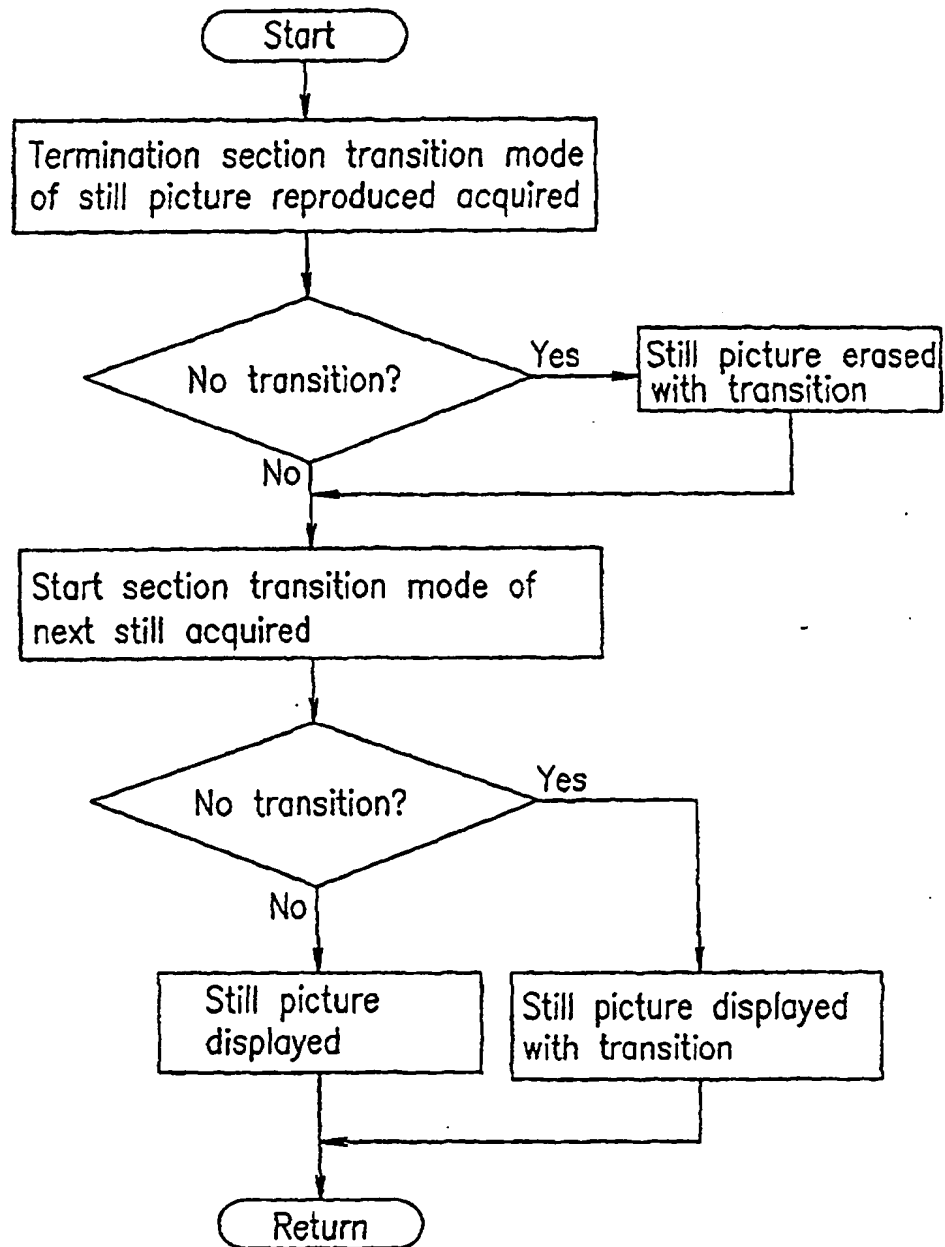 Start
Termination section transition mode
of still picture reproduced acquired
No transition?
Yes
Still picture erased
with transition
No
Start section transition mode of
next still acquired
No transition?
Yes
No
Still picture
displayed
Still picture displayed
with transition
Return